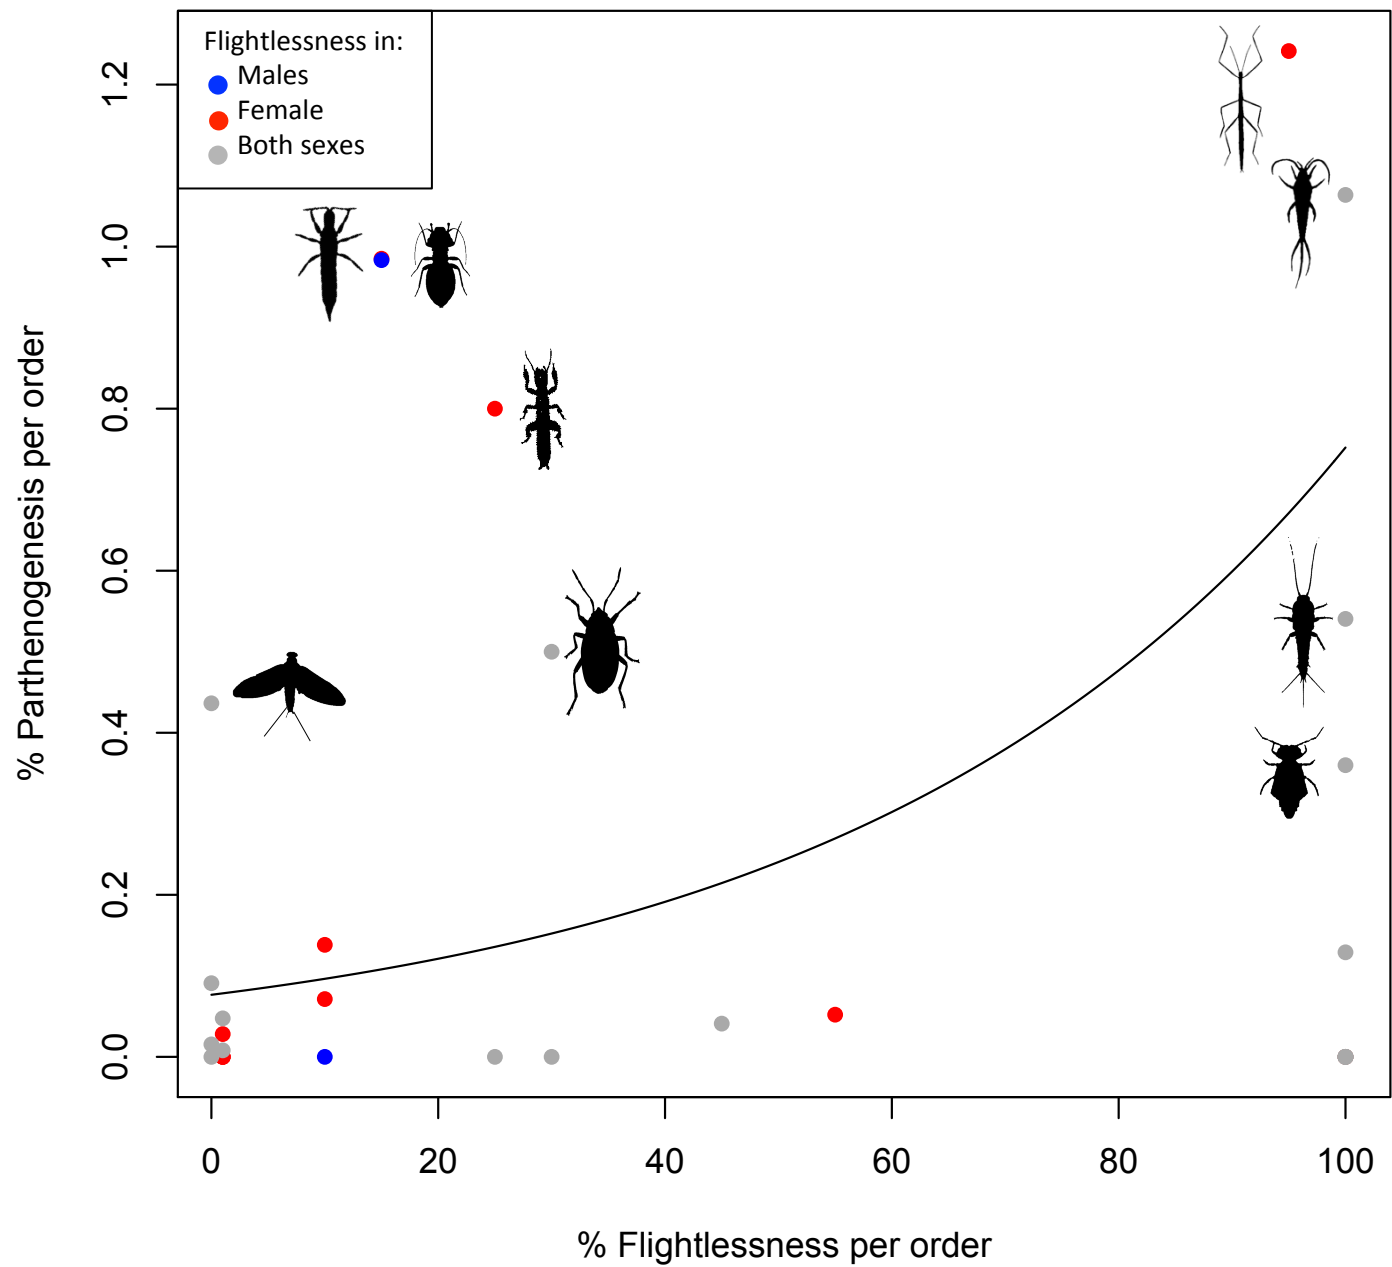 Flightlessness in:
Males
Female
Both sexes
% Parthenogenesis per order
1.2
1.0
0.8
0.6
0.4
0.2
0.0
0 20 40 60 80 100
% Flightlessness per order